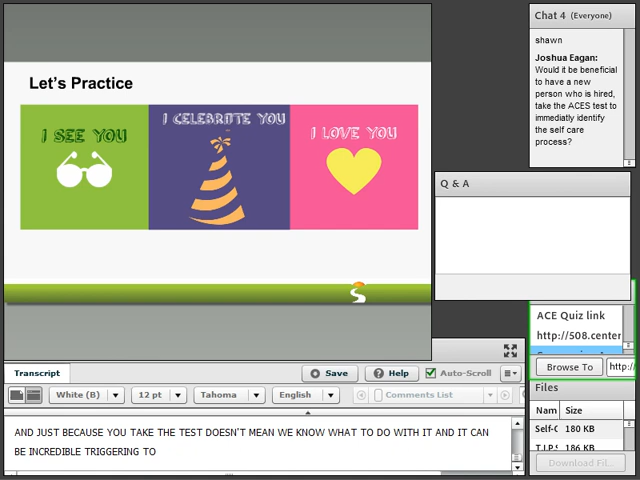 Let's Practice
I SEE YOU
I CELEBRATE YOU
I LOVE YOU
Chat 4 (Everyone)
shawn
Joshua Eagan:
Would it be beneficial
to have a new
person who is hired,
take the ACES test to
immediatly identify
the self care
process?
Q & A
ACE Quiz link
http://508.center
Browse To
http:/
Files
Nam
Size
Self-C
180 KB
T.I.P.S
186 KB
Download Fil...
Transcript
Save
Help
Auto-Scroll
White (B)
12 pt
Tahoma
English
Comments List
AND JUST BECAUSE YOU TAKE THE TEST DOESN'T MEAN WE KNOW WHAT TO DO WITH IT AND IT CAN
BE INCREDIBLE TRIGGERING TO